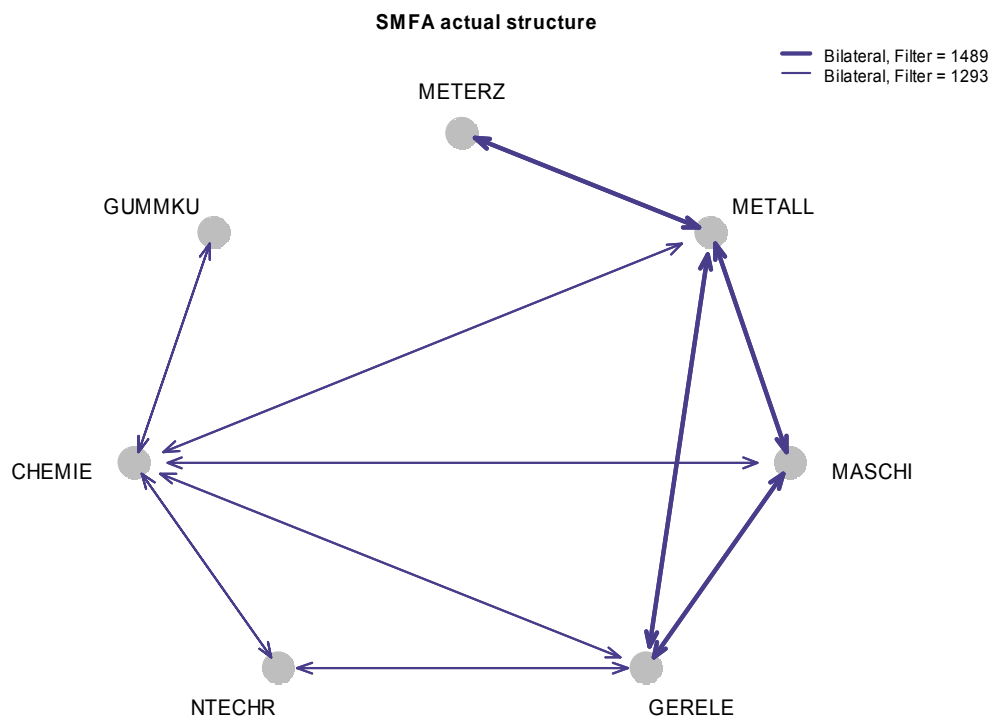 SMFA actual structure
Bilateral, Filter = 1489
Bilateral, Filter = 1293
METERZ
GUMMKU
METALL
CHEMIE
MASCHI
NTECHR
GERELE